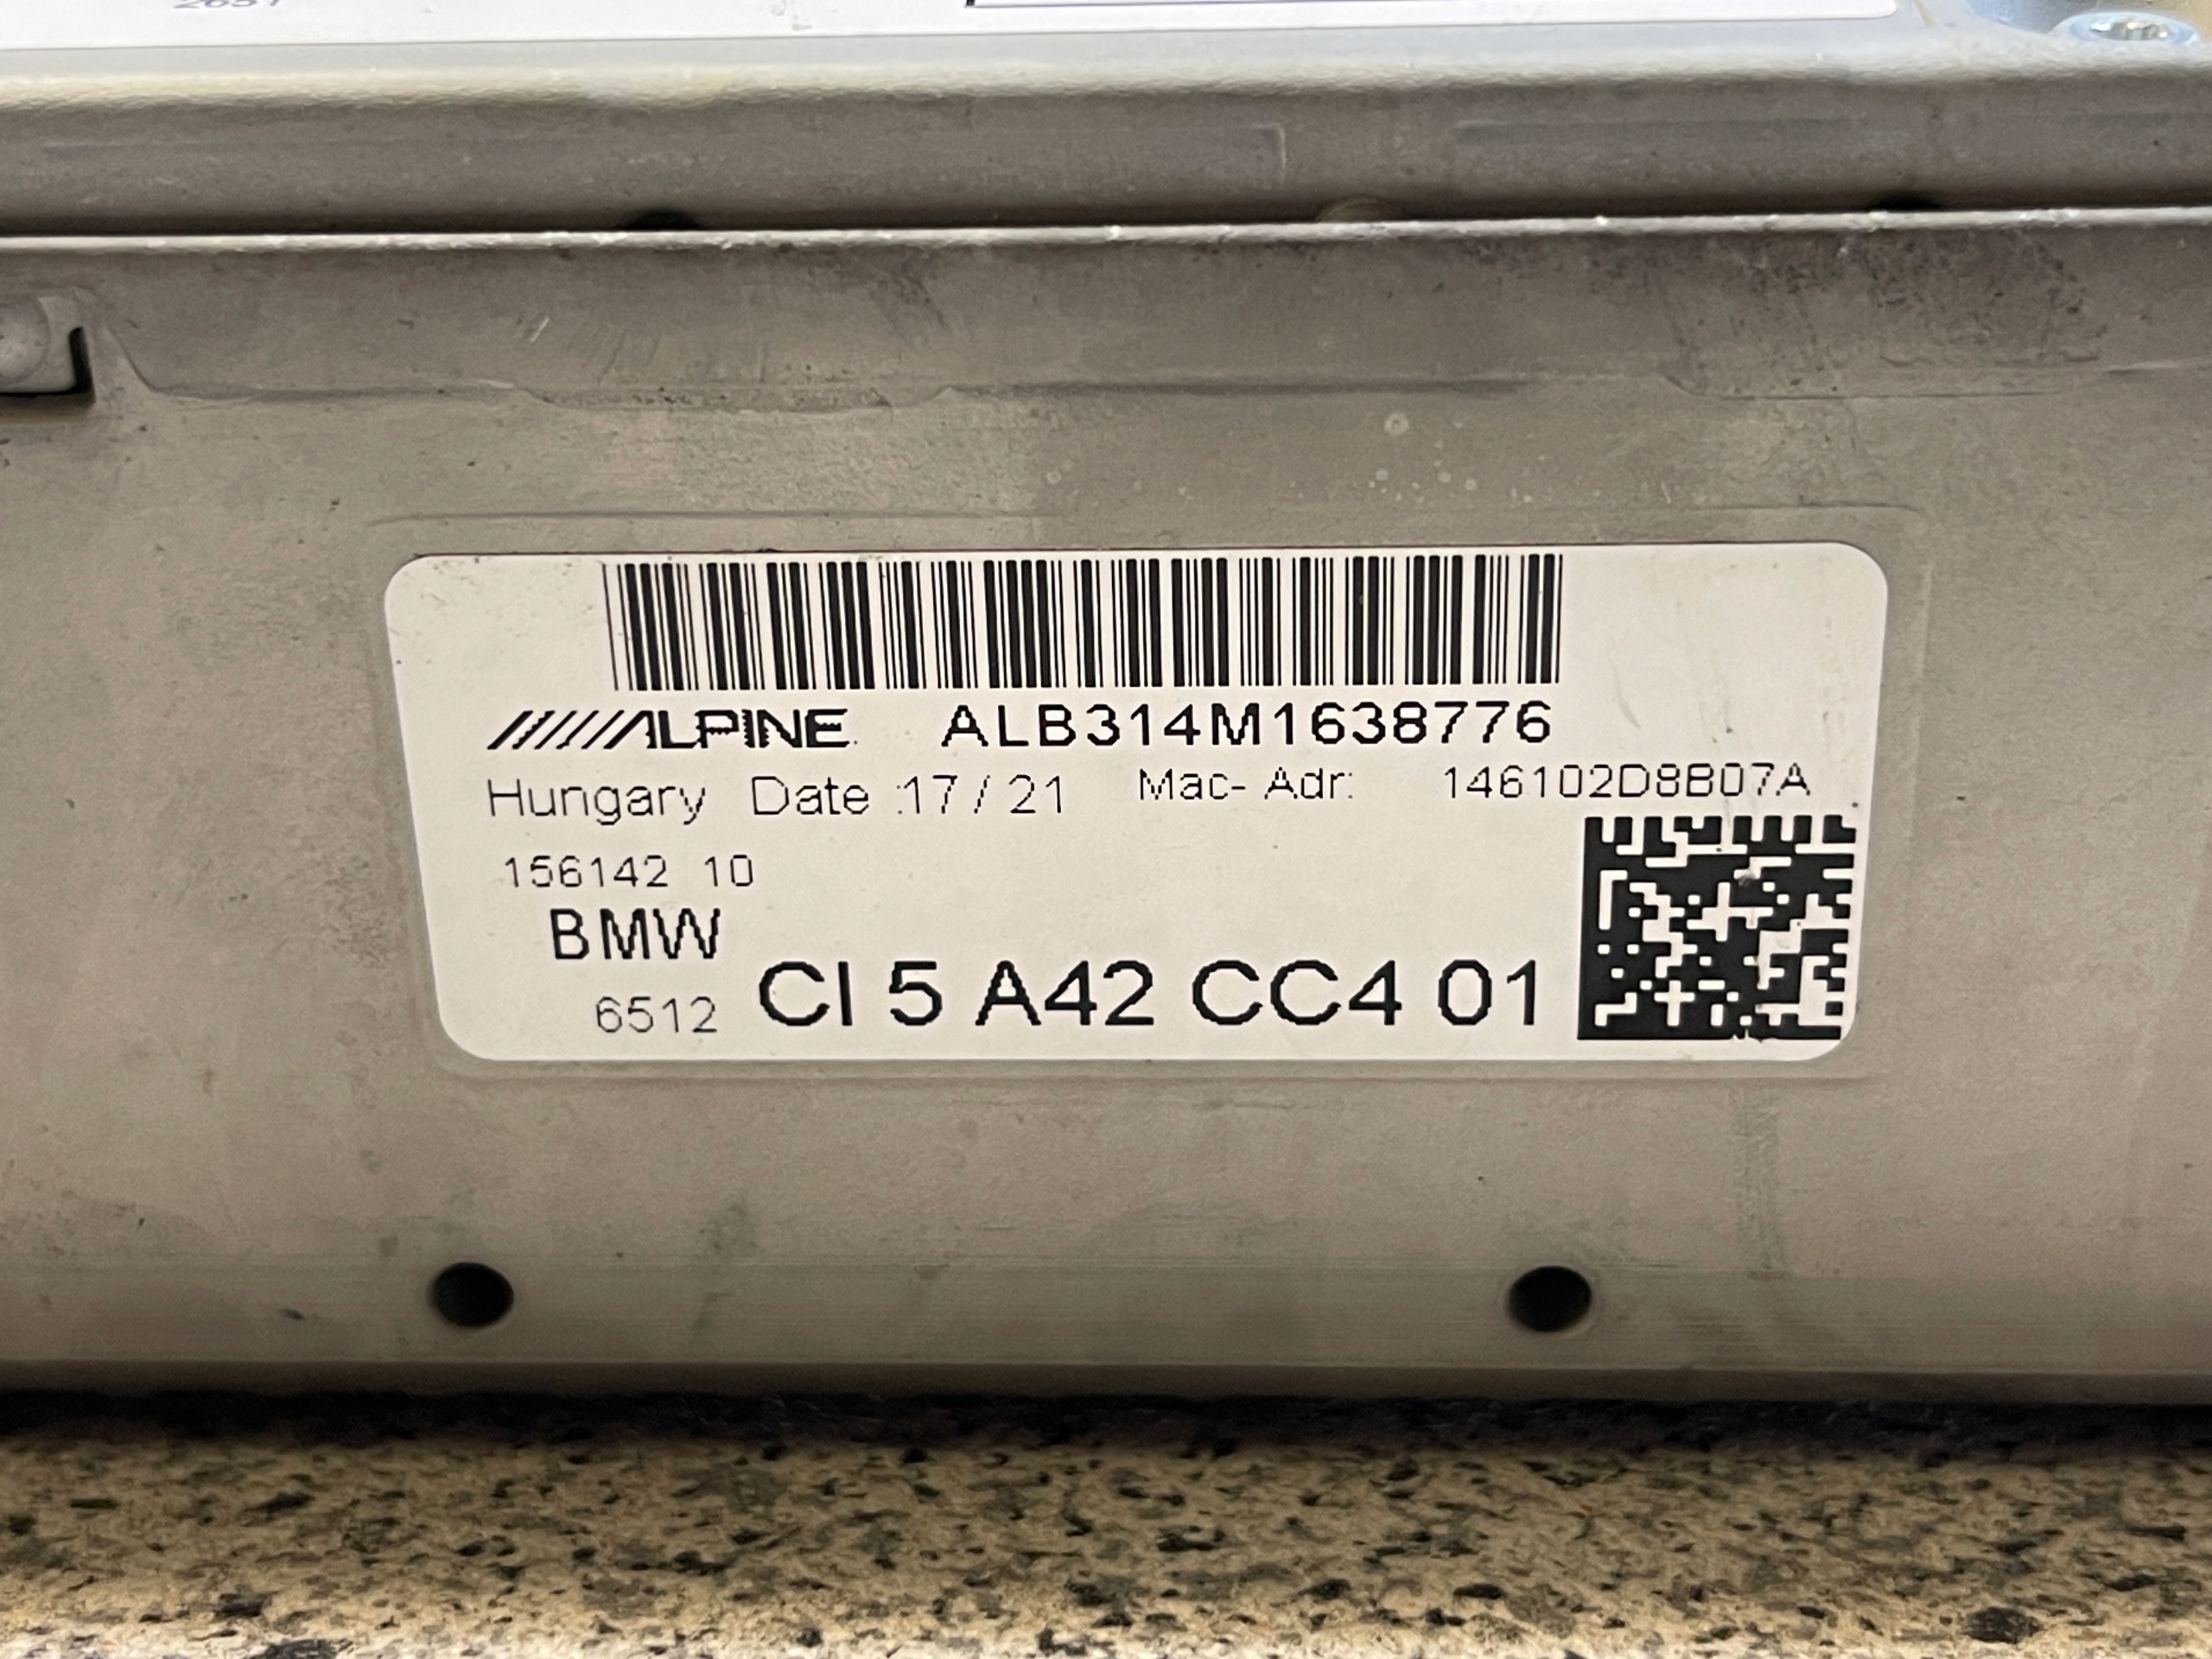 ALPINE ALB314M1638776
Hungary Date :17/21 Mac-Adr: 146102D8B07A
156142 10
BMW
6512 CI 5 A42 CC4 01